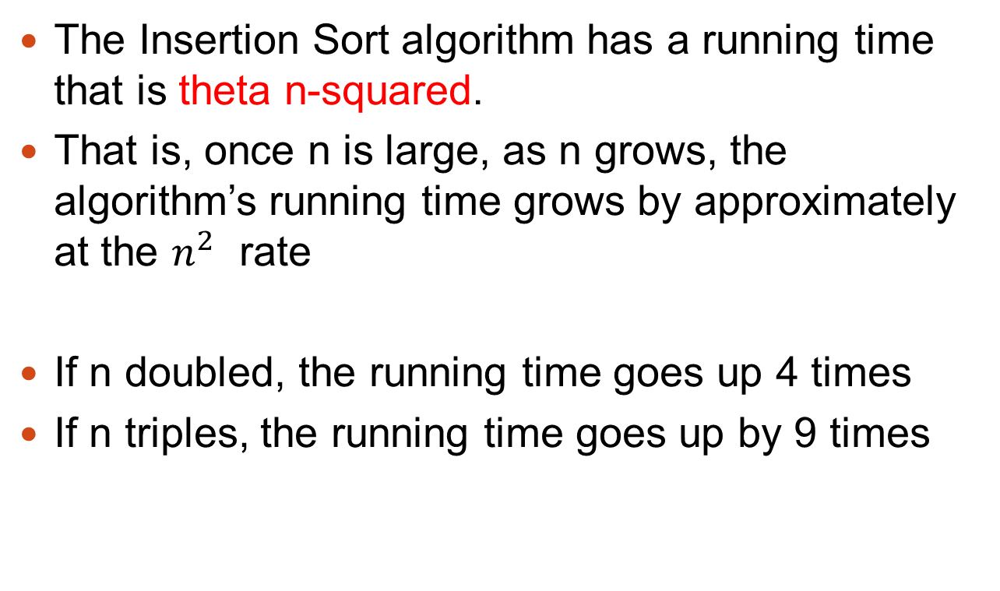 • The Insertion Sort algorithm has a running time
that is theta n-squared.
• That is, once n is large, as n grows, the
algorithm’s running time grows by approximately
at the n² rate
• If n doubled, the running time goes up 4 times
• If n triples, the running time goes up by 9 times